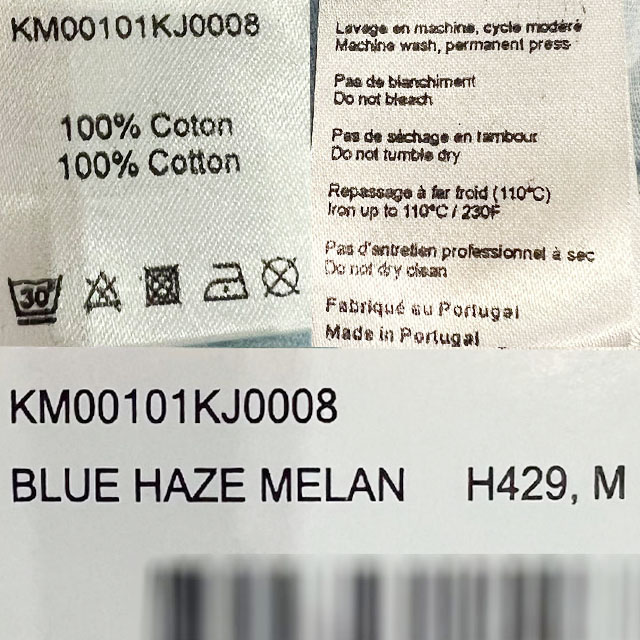 KM00101KJ0008
100% Coton
100% Cotton
30
Lavage en machine, cycle modéré
Machine wash, permanent press
Pas de blanchiment
Do not bleach
Pas de séchage en tambour
Do not tumble dry
Repassage à fer froid (110°C)
Iron up to 110°C / 230F
Pas d'entretien professionnel à sec
Do not dry clean
Fabriqué au Portugal
Made in Portugal
KM00101KJ0008
BLUE HAZE MELAN H429, M